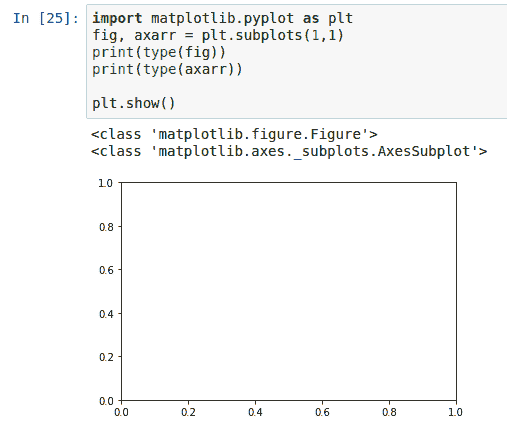 In [25]: import matplotlib.pyplot as plt
fig, axarr = plt.subplots(1,1)
print(type(fig))
print(type(axarr))
plt.show()
<class 'matplotlib.figure.Figure'>
<class 'matplotlib.axes._subplots.AxesSubplot'>
1.0
0.8
0.6
0.4
0.2
0.0
0.0 0.2 0.4 0.6 0.8 1.0